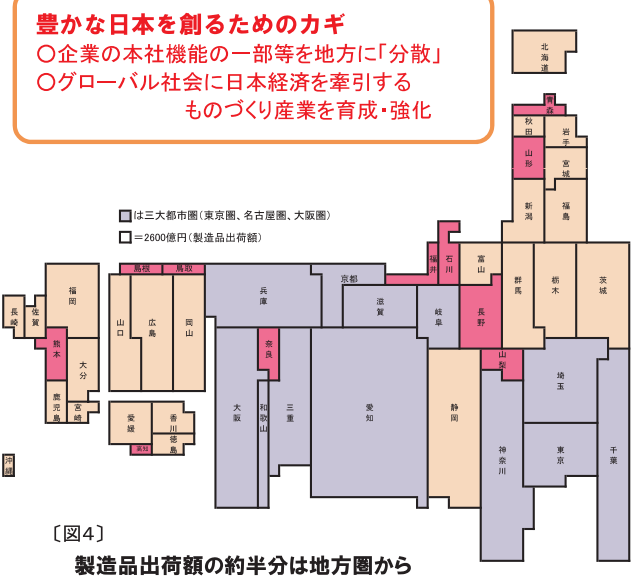 豊かな日本を創るためのカギ
○企業の本社機能の一部等を地方に「分散」
○グローバル社会に日本経済を牽引する
ものづくり産業を育成・強化
は三大都市圏(東京圏、名古屋圏、大阪圏)
=2600億円(製造品出荷額)
北海道
青森
秋田
岩手
山形
宮城
新潟
福島
福井
石川
富山
群馬
栃木
茨城
島根
鳥取
兵庫
京都
滋賀
岐阜
長野
福岡
長崎
佐賀
熊本
大分
鹿児島
宮崎
沖縄
山口
広島
岡山
愛媛
香川
高知
徳島
大阪
奈良
和歌山
三重
愛知
静岡
山梨
神奈川
埼玉
東京
千葉
〔図4〕
製造品出荷額の約半分は地方圏から